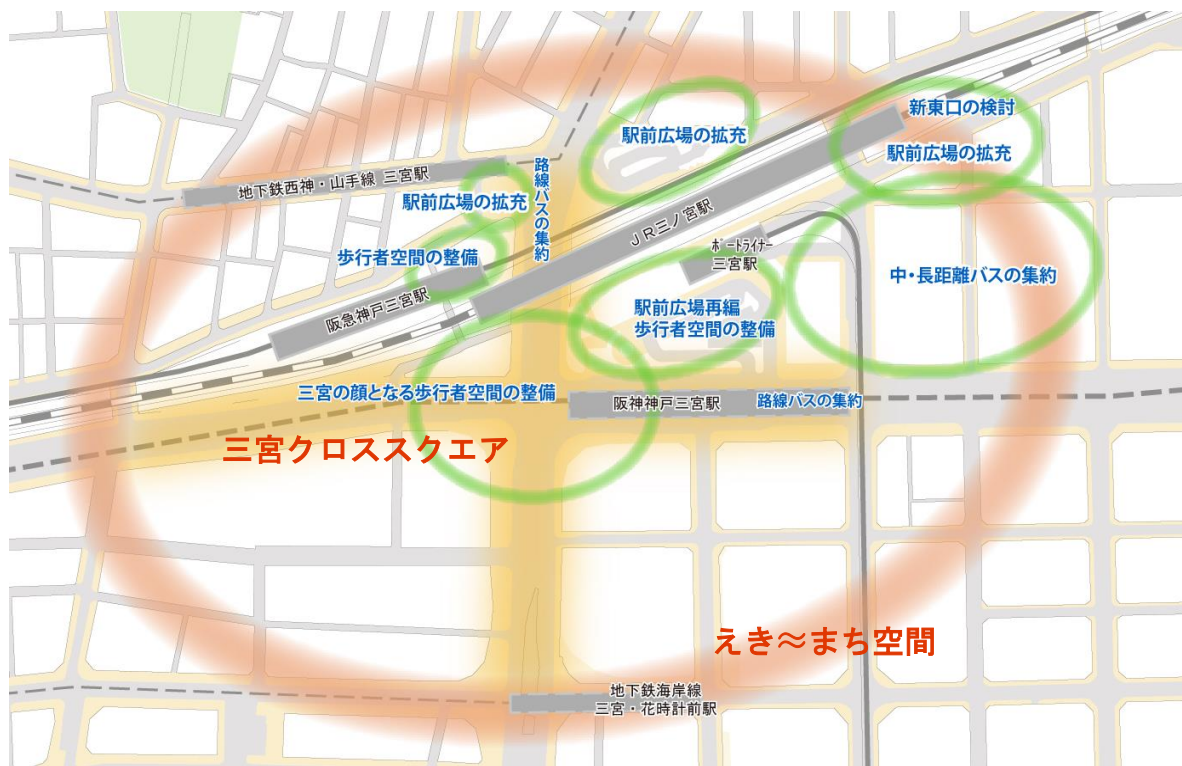 新東口の検討
駅前広場の拡充
駅前広場の拡充
路線バスの集約
地下鉄西神・山手線 三宮駅
駅前広場の拡充
JR三ノ宮駅
ポートライナー
三宮駅
歩行者空間の整備
中・長距離バスの集約
阪急神戸三宮駅
駅前広場再編
歩行者空間の整備
三宮の顔となる歩行者空間の整備
阪神神戸三宮駅
路線バスの集約
三宮クロススクエア
えき≈まち空間
地下鉄海岸線
三宮・花時計前駅